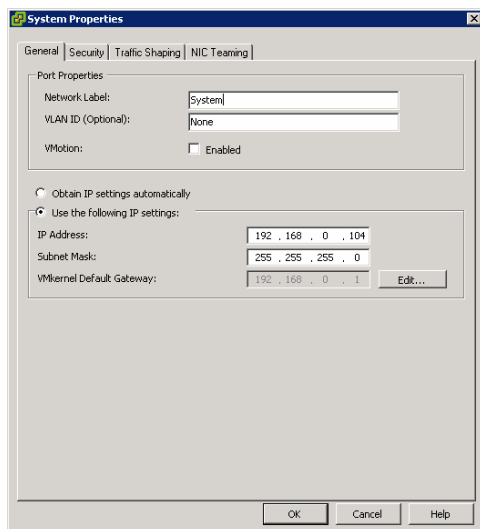 System Properties
General Security Traffic Shaping NIC Teaming
Port Properties
Network Label: System
VLAN ID (Optional): None
VMotion: Enabled
Obtain IP settings automatically
Use the following IP settings:
IP Address: 192 . 168 . 0 . 104
Subnet Mask: 255 . 255 . 255 . 0
VMkernel Default Gateway: 192 . 168 . 0 . 1 Edit...
OK Cancel Help